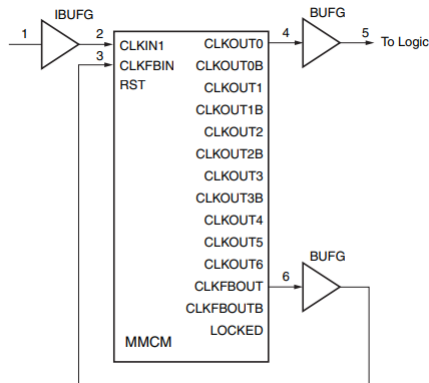 IBUFG
BUFG
1
2
CLKIN1
CLKOUT0
4
5
To Logic
3
CLKFBIN
CLKOUT0B
RST
CLKOUT1
CLKOUT1B
CLKOUT2
CLKOUT2B
CLKOUT3
CLKOUT3B
CLKOUT4
CLKOUT5
CLKOUT6
BUFG
CLKFBOUT
6
CLKFBOUTB
LOCKED
MMCM